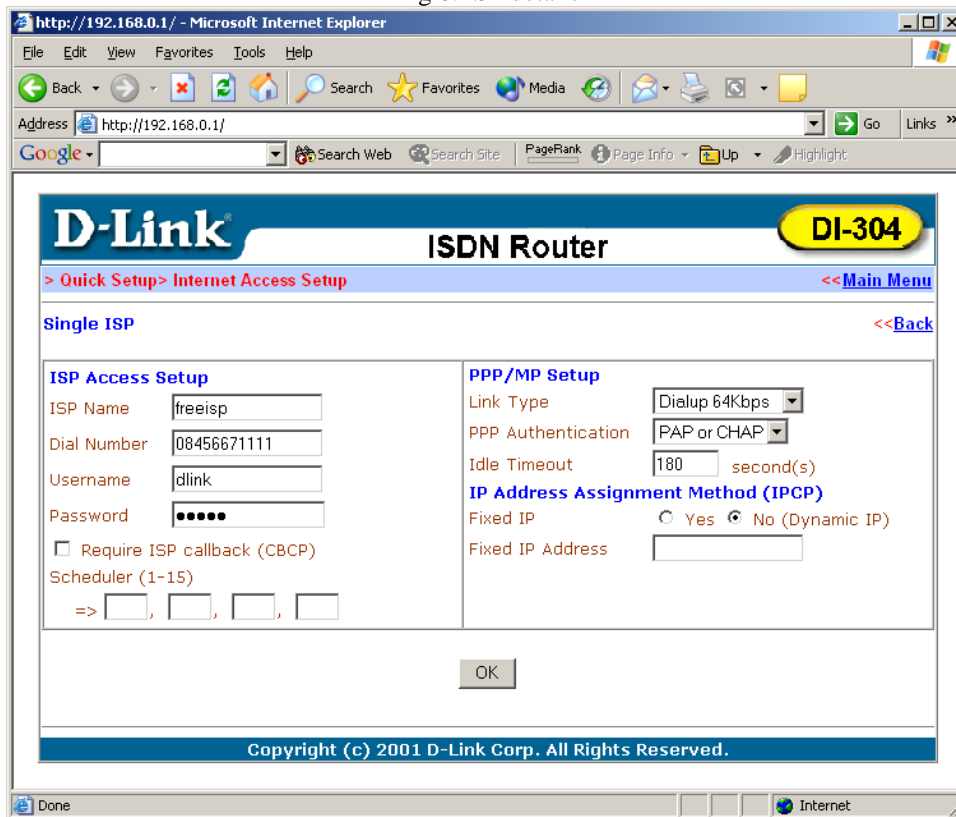 http://192.168.0.1/ - Microsoft Internet Explorer
File Edit View Favorites Tools Help
Back Search Favorites Media
Address http://192.168.0.1/ Go Links »
Google Search Web Search Site PageRank Page Info Up Highlight
D-Link®
ISDN Router
DI-304
> Quick Setup> Internet Access Setup <<Main Menu
Single ISP <<Back
ISP Access Setup
ISP Name freeisp
Dial Number 08456671111
Username dlink
Password •••••
Require ISP callback (CBCP)
Scheduler (1-15)
=> , , ,
PPP/MP Setup
Link Type Dialup 64Kbps
PPP Authentication PAP or CHAP
Idle Timeout 180 second(s)
IP Address Assignment Method (IPCP)
Fixed IP Yes No (Dynamic IP)
Fixed IP Address
OK
Copyright (c) 2001 D-Link Corp. All Rights Reserved.
Done Internet